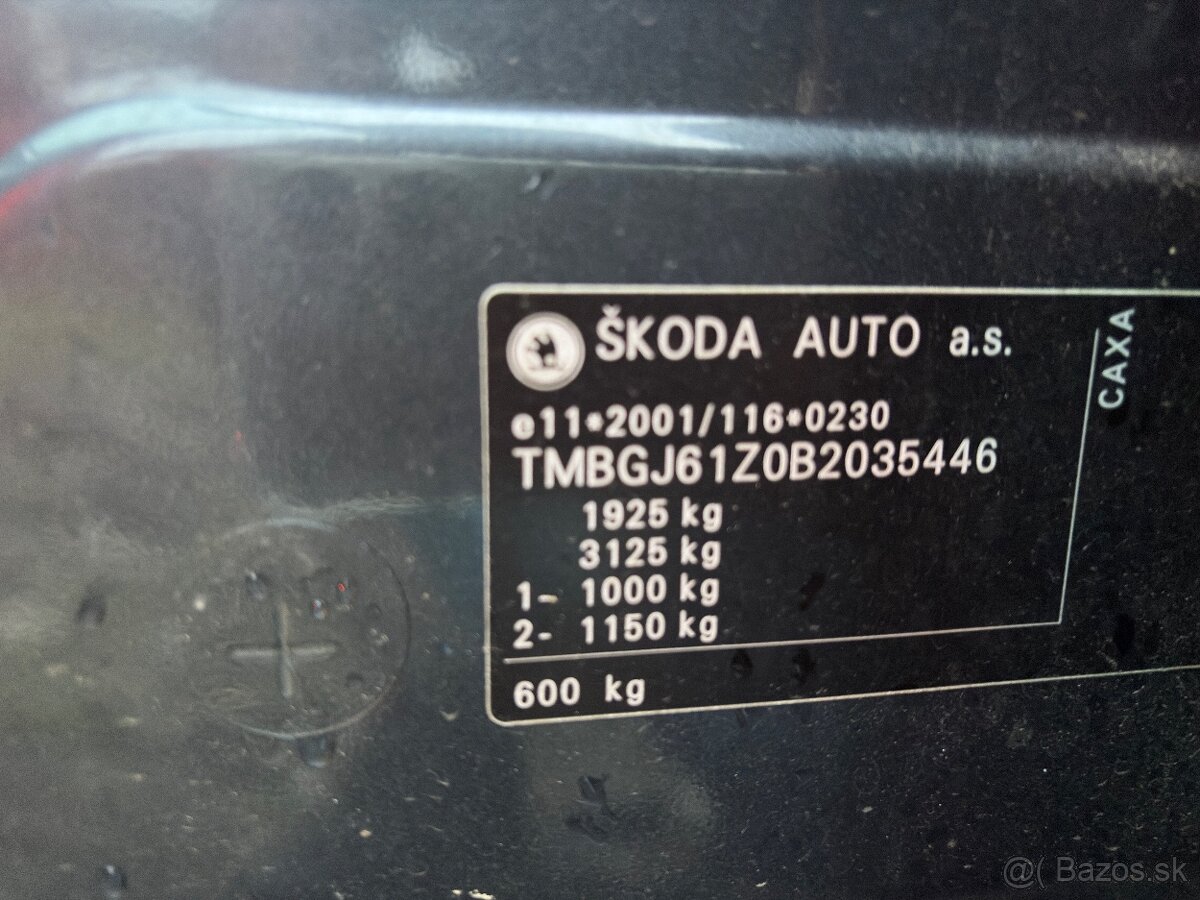 ŠKODA AUTO a.s.
CAXA
e11*2001/116*0230
TMBGJ61Z0B2035446
1925 kg
3125 kg
1- 1000 kg
2- 1150 kg
600 kg
@( Bazos.sk